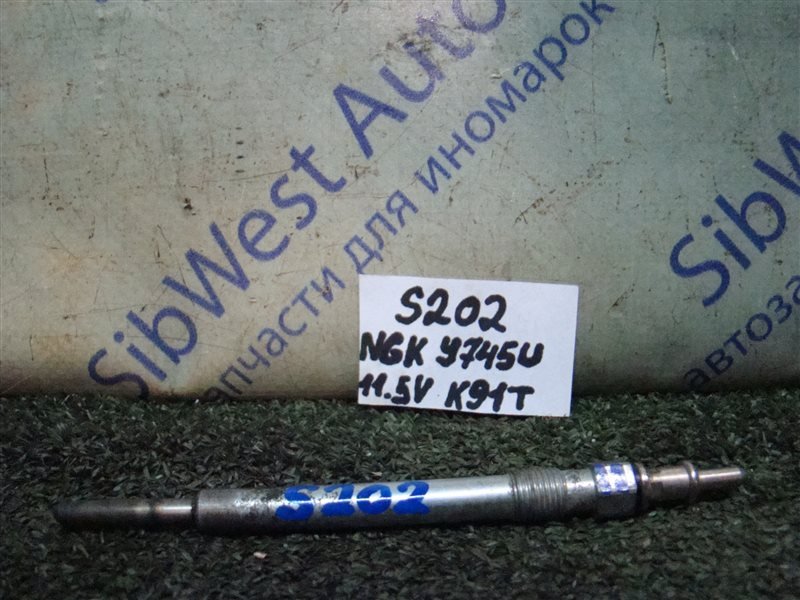 SibWest Auto
запчасти для иномарок
SibW
автоза
S202
NGK Y745U
11.5V K91T
S202